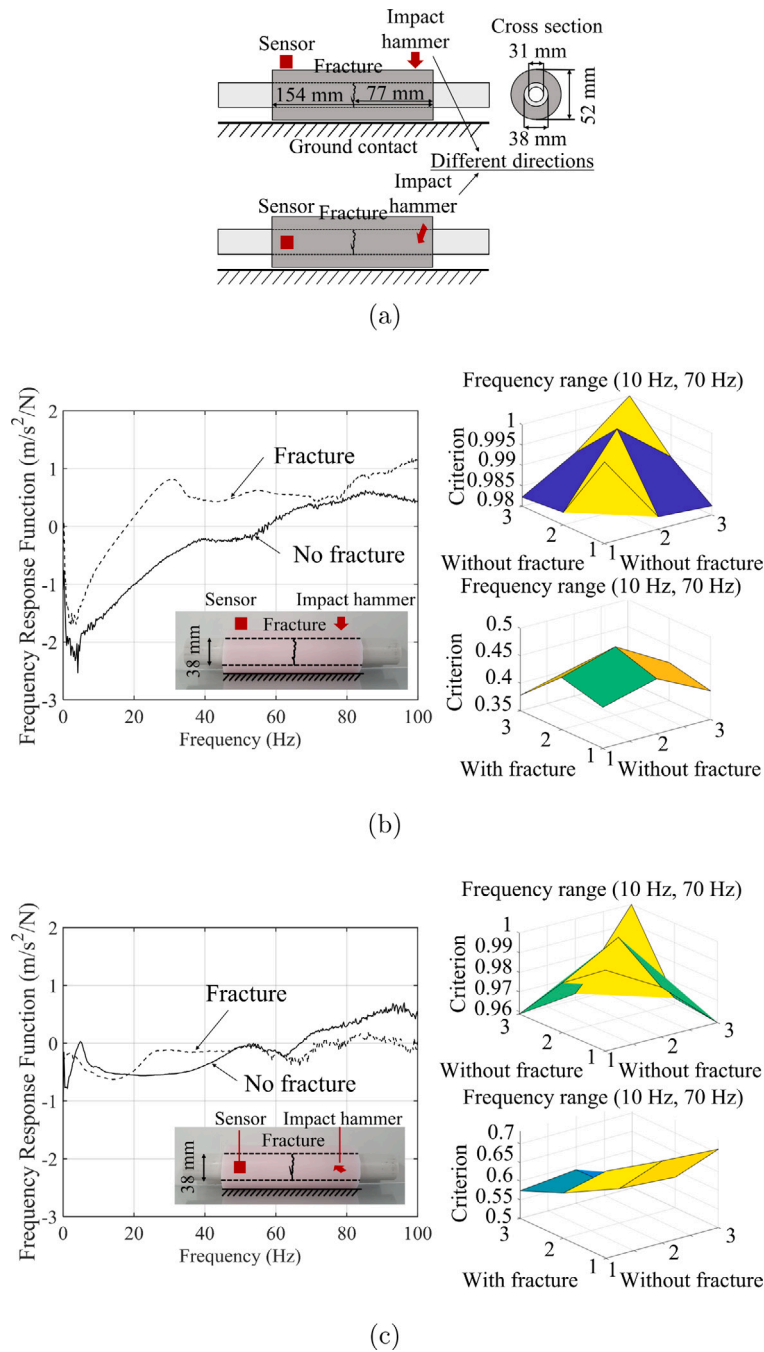 Impact
hammer
Cross section
Sensor
31 mm
Fracture
154 mm
77 mm
52 mm
Ground contact
38 mm
Different directions
Impact
hammer
Sensor
Fracture
(a)
Frequency Response Function (m/s²/N)
2
1
0
-1
-2
-3
0
20
40
60
80
100
Frequency (Hz)
Fracture
No fracture
Sensor
Impact hammer
Fracture
38 mm
Frequency range (10 Hz, 70 Hz)
Criterion
1
0.995
0.99
0.985
0.98
3
2
1
1
2
3
Without fracture
Without fracture
Frequency range (10 Hz, 70 Hz)
Criterion
0.5
0.45
0.4
0.35
3
2
1
1
2
3
With fracture
Without fracture
(b)
Frequency Response Function (m/s²/N)
2
1
0
-1
-2
-3
0
20
40
60
80
100
Frequency (Hz)
Fracture
No fracture
Sensor
Impact hammer
Fracture
38 mm
Frequency range (10 Hz, 70 Hz)
Criterion
1
0.99
0.98
0.97
0.96
3
2
1
1
2
3
Without fracture
Without fracture
Frequency range (10 Hz, 70 Hz)
Criterion
0.7
0.65
0.6
0.55
0.5
3
2
1
1
2
3
With fracture
Without fracture
(c)